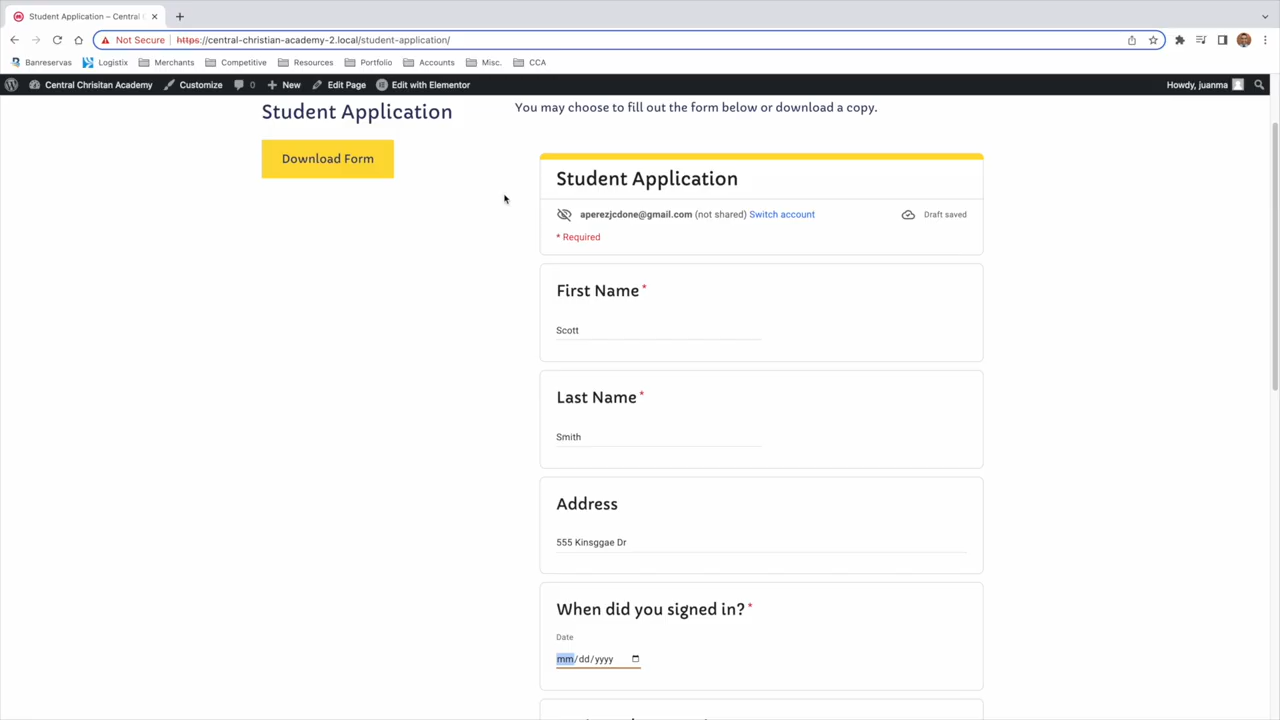 Student Application – Central
Not Secure https://central-christian-academy-2.local/student-application/
Banreservas Logistix Merchants Competitive Resources Portfolio Accounts Misc. CCA
Central Chrisitan Academy Customize 0 New Edit Page Edit with Elementor Howdy, juanma
Student Application
You may choose to fill out the form below or download a copy.
Download Form
Student Application
aperezjcdone@gmail.com (not shared) Switch account Draft saved
* Required
First Name *
Scott
Last Name *
Smith
Address
555 Kinsggae Dr
When did you signed in? *
Date
mm/dd/yyyy